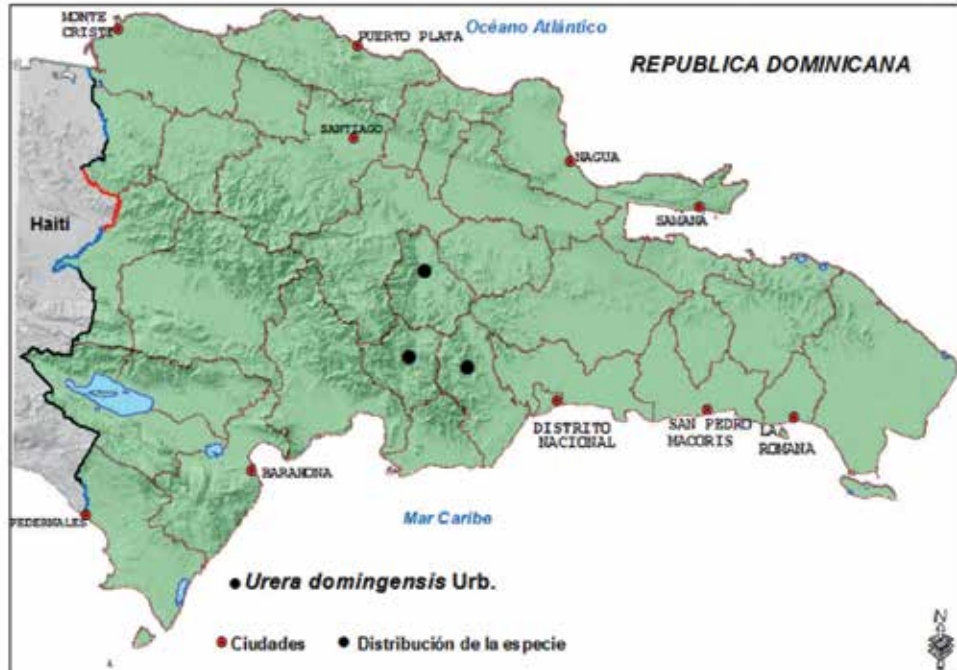 MONTE
CRISTI
Océano Atlántico
PUERTO PLATA
REPUBLICA DOMINICANA
SANTIAGO
NAGUA
Haití
SAMANA
DISTRITO
NACIONAL
SAN PEDRO
MACORIS
LA
ROMANA
BARAHONA
PEDERNALES
Mar Caribe
Urera domingensis Urb.
Ciudades
Distribución de la especie
N